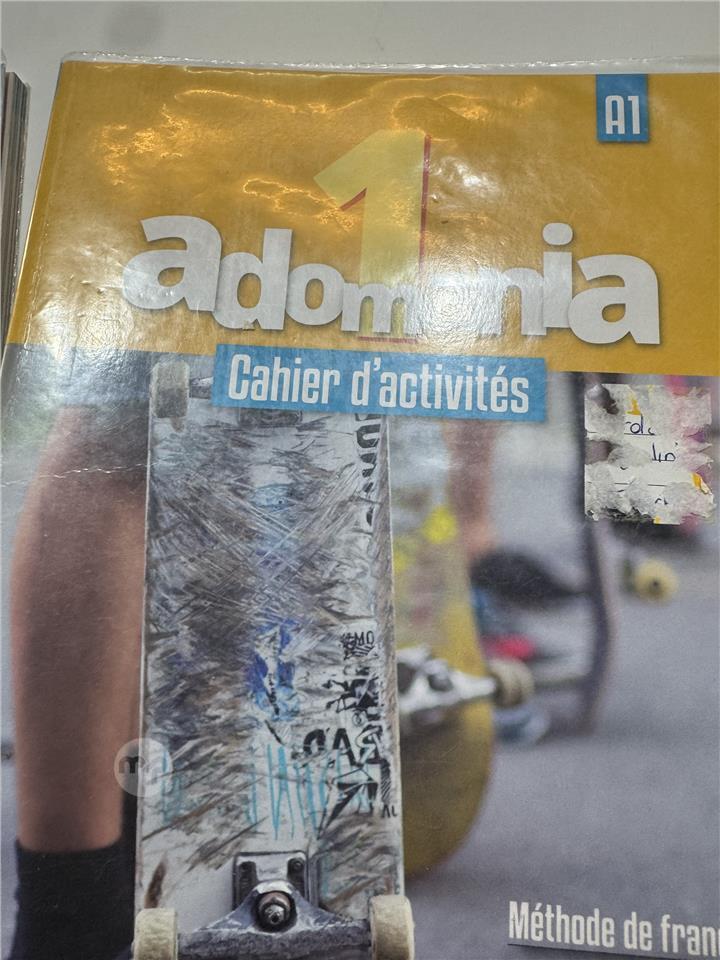 A1
1
adomania
Cahier d'activités
Méthode de fran